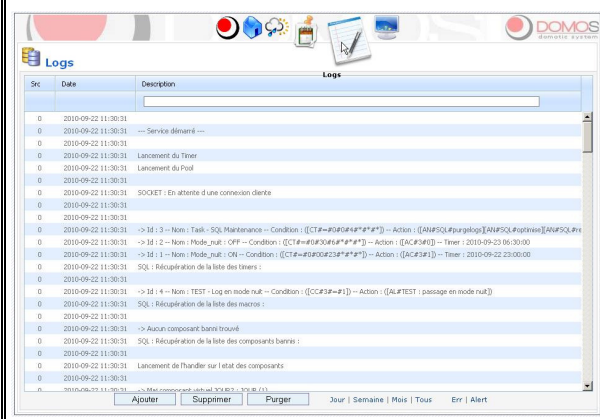 DOMOS
domotic system
Logs
Logs
Src Date Description
0 2010-09-22 11:30:31
0 2010-09-22 11:30:31 --- Service démarré ---
0 2010-09-22 11:30:31
0 2010-09-22 11:30:31 Lancement du Timer
0 2010-09-22 11:30:31 Lancement du Pool
0 2010-09-22 11:30:31
0 2010-09-22 11:30:31 SOCKET : En attente d une connexion cliente
0 2010-09-22 11:30:31
0 2010-09-22 11:30:31
0 2010-09-22 11:30:31 -> Id : 3 -- Nom : Task - SQL Maintenance -- Condition : ([CT#=#0#0#4#*#*#*]) -- Action : ([AN#SQL#purgelogs][AN#SQL#optimise][AN#SQL#re
0 2010-09-22 11:30:31 -> Id : 2 -- Nom : Mode_nuit : OFF -- Condition : ([CT#=#0#30#6#*#*#*]) -- Action : ([AC#3#0]) -- Timer : 2010-09-23 06:30:00
0 2010-09-22 11:30:31 -> Id : 1 -- Nom : Mode_nuit : ON -- Condition : ([CT#=#0#00#23#*#*#*]) -- Action : ([AC#3#1]) -- Timer : 2010-09-22 23:00:00
0 2010-09-22 11:30:31 SQL : Récupération de la liste des timers :
0 2010-09-22 11:30:31
0 2010-09-22 11:30:31 -> Id : 4 -- Nom : TEST - Log en mode nuit -- Condition : ([CC#3#=#1]) -- Action : ([AL#TEST : passage en mode nuit])
0 2010-09-22 11:30:31 SQL : Récupération de la liste des macros :
0 2010-09-22 11:30:31
0 2010-09-22 11:30:31 -> Aucun composant banni trouvé
0 2010-09-22 11:30:31 SQL : Récupération de la liste des composants bannis :
0 2010-09-22 11:30:31
0 2010-09-22 11:30:31 Lancement de l'handler sur l etat des composants
0 2010-09-22 11:30:31
0 2010-09-22 11:30:31 composant virtuel JOUR2 : JOUR (1)
Ajouter Supprimer Purger Jour | Semaine | Mois | Tous Err | Alert